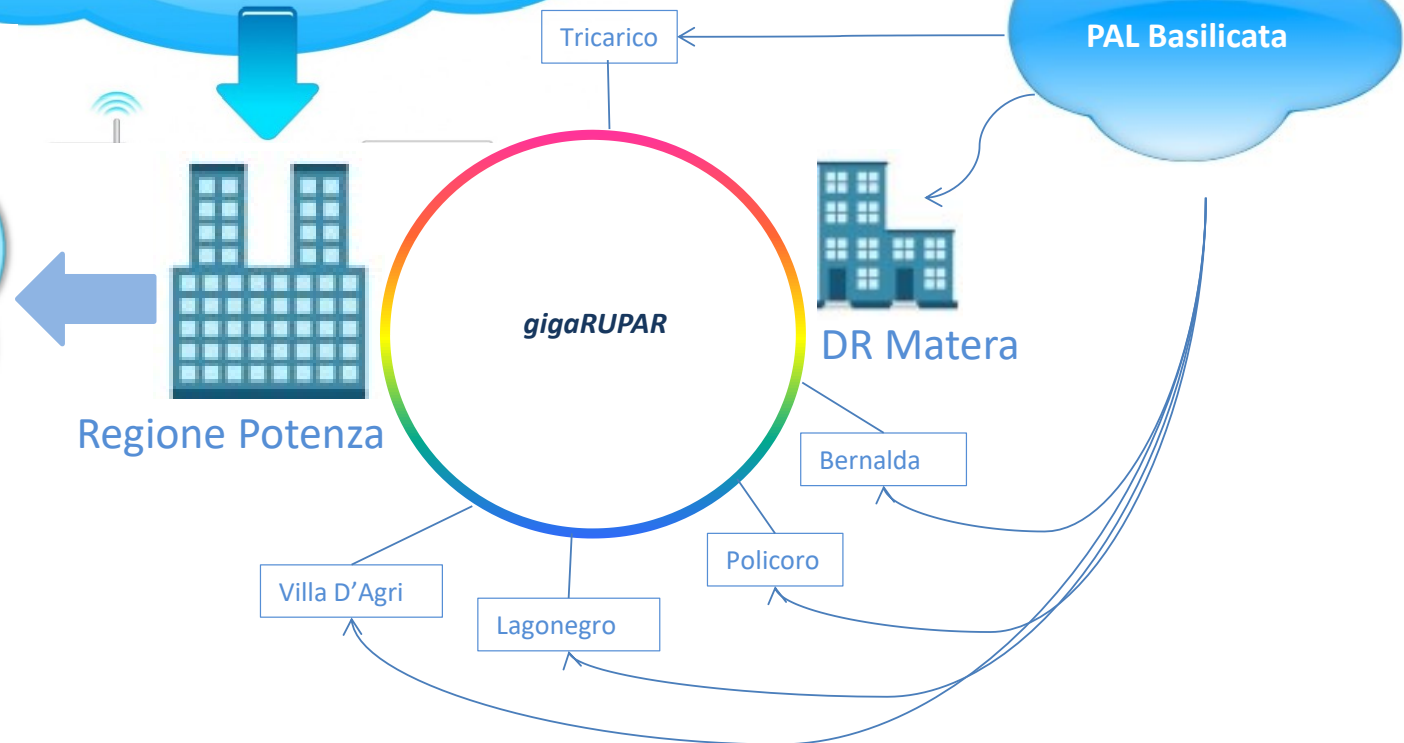 Tricarico
PAL Basilicata
gigaRUPAR
DR Matera
Regione Potenza
Bernalda
Policoro
Villa D’Agri
Lagonegro